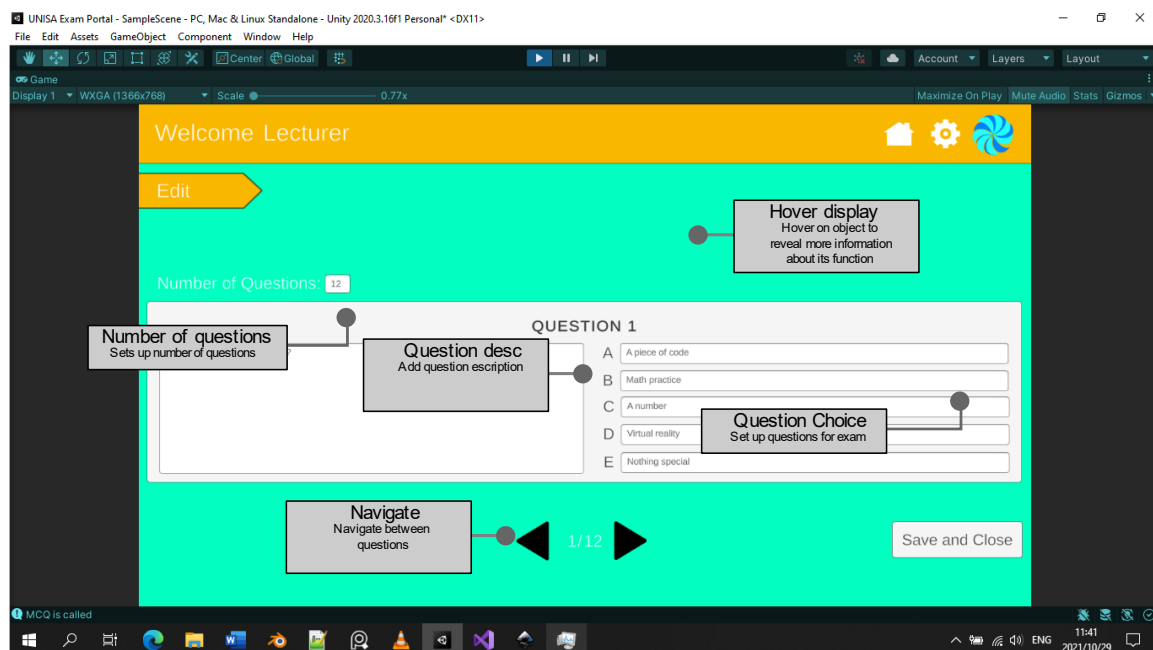 UNISA Exam Portal - SampleScene - PC, Mac & Linux Standalone - Unity 2020.3.16f1 Personal* <DX11>
File Edit Assets GameObject Component Window Help
Center Global Account Layers Layout
Game
Display 1 WXGA (1366x768) Scale 0.77x Maximize On Play Mute Audio Stats Gizmos
Welcome Lecturer
Edit
Hover display
Hover on object to
reveal more information
about its function
Number of Questions: 12
QUESTION 1
Number of questions
Sets up number of questions
?
Question desc
Add question escription
A A piece of code
B Math practice
C A number
D Virtual reality
E Nothing special
Question Choice
Set up questions for exam
Navigate
Navigate between
questions
1/12
Save and Close
MCQ is called
ENG
11:41
2021/10/29